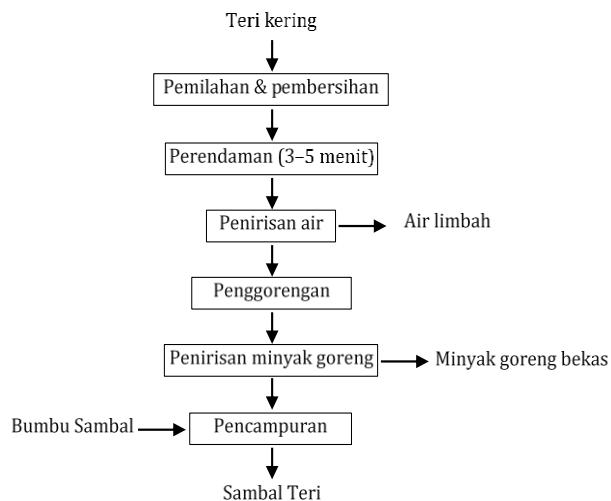 Teri kering
Pemilahan & pembersihan
Perendaman (3–5 menit)
Penirisan air
Air limbah
Penggorengan
Penirisan minyak goreng
Minyak goreng bekas
Bumbu Sambal
Pencampuran
Sambal Teri